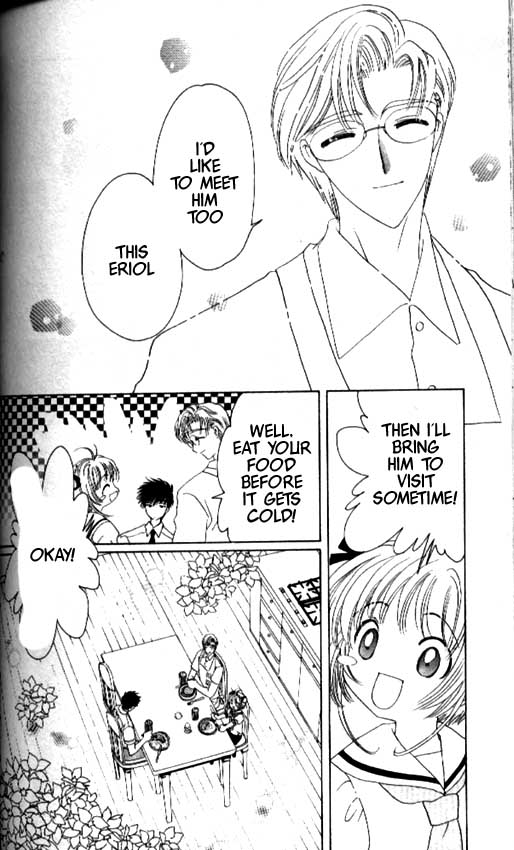 I'D
LIKE
TO MEET
HIM
TOO
THIS
ERIOL
THEN I'LL
BRING
HIM TO
VISIT
SOMETIME!
WELL.
EAT YOUR
FOOD
BEFORE
IT GETS
COLD!
OKAY!